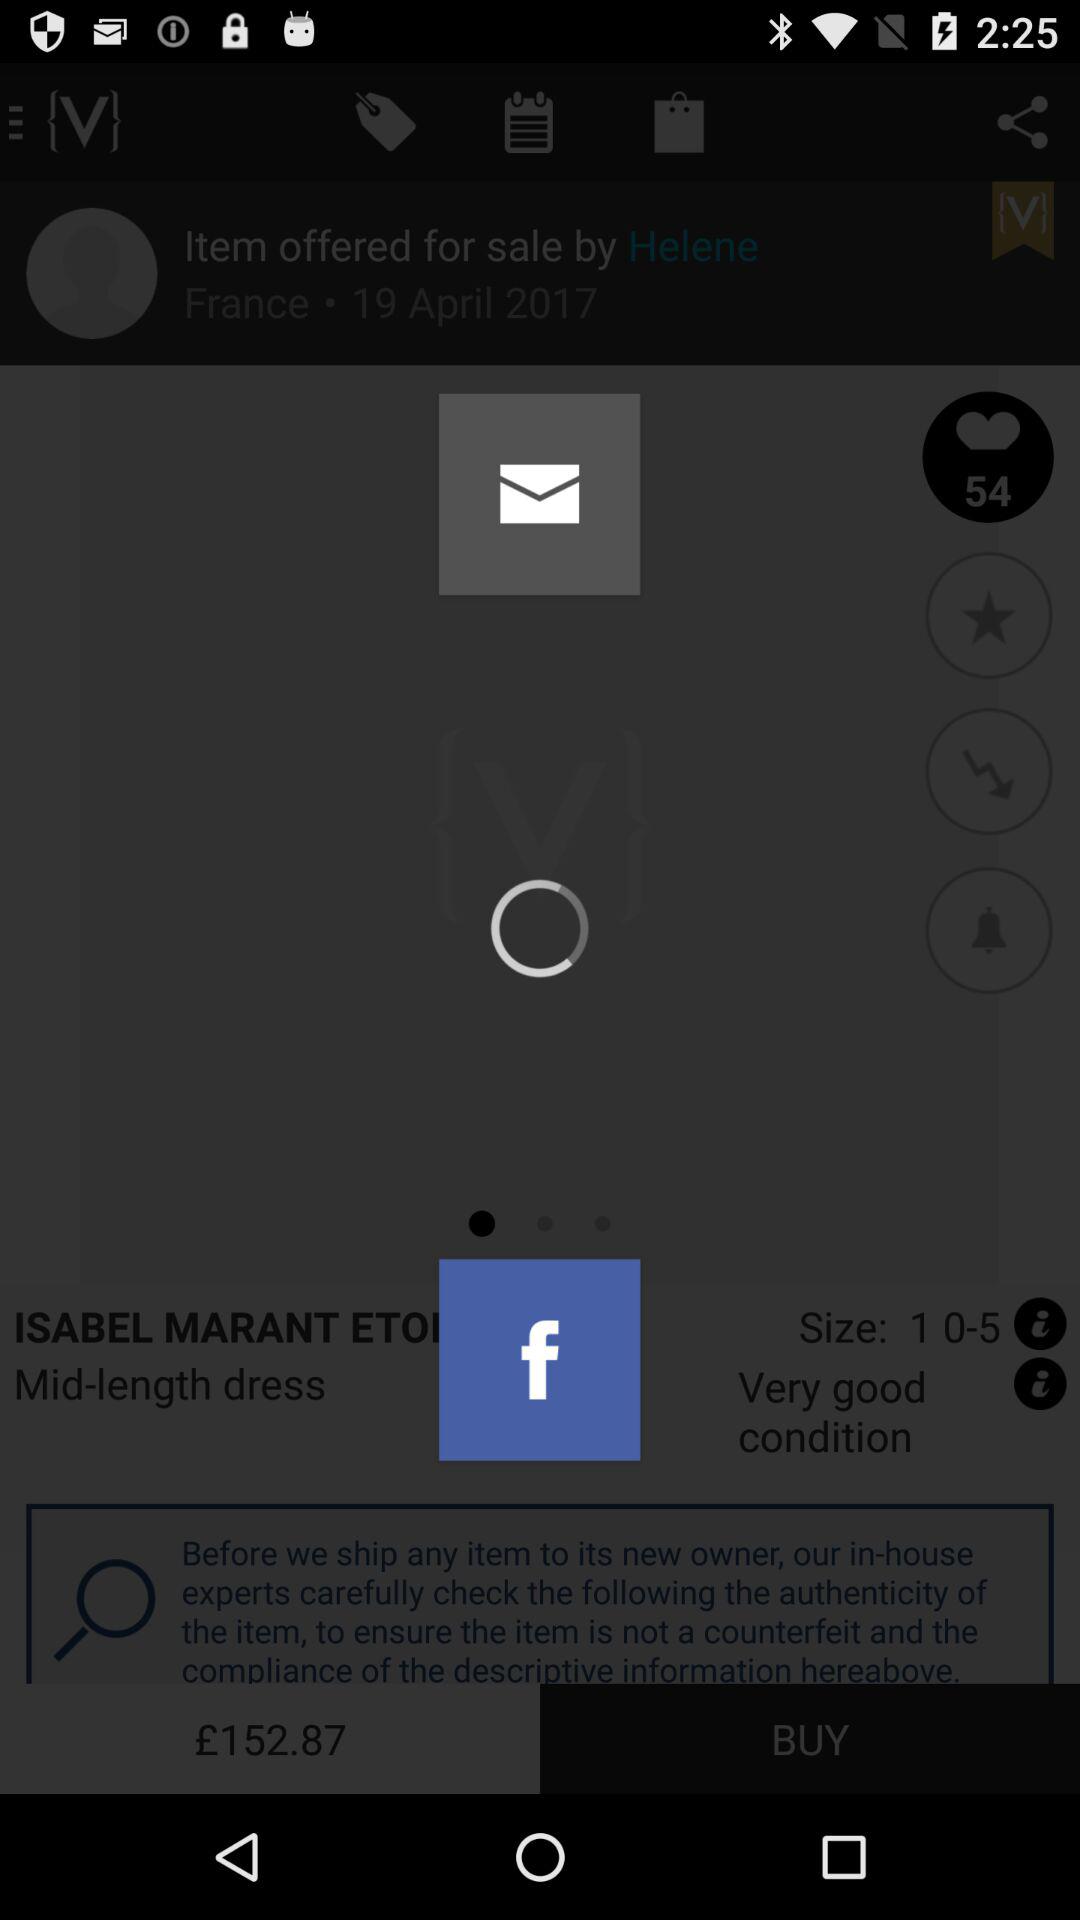 2:25
{V}
{V}
Item offered for sale by Helene
France • 19 April 2017
54
{V}
f
ISABEL MARANT
Size: 1 0-5
Mid-length dress
Very good
condition
Before we ship any item to its new owner, our in-house
experts carefully check the following the authenticity of
the item, to ensure the item is not a counterfeit and the
compliance of the descriptive information hereabove.
£152.87
BUY